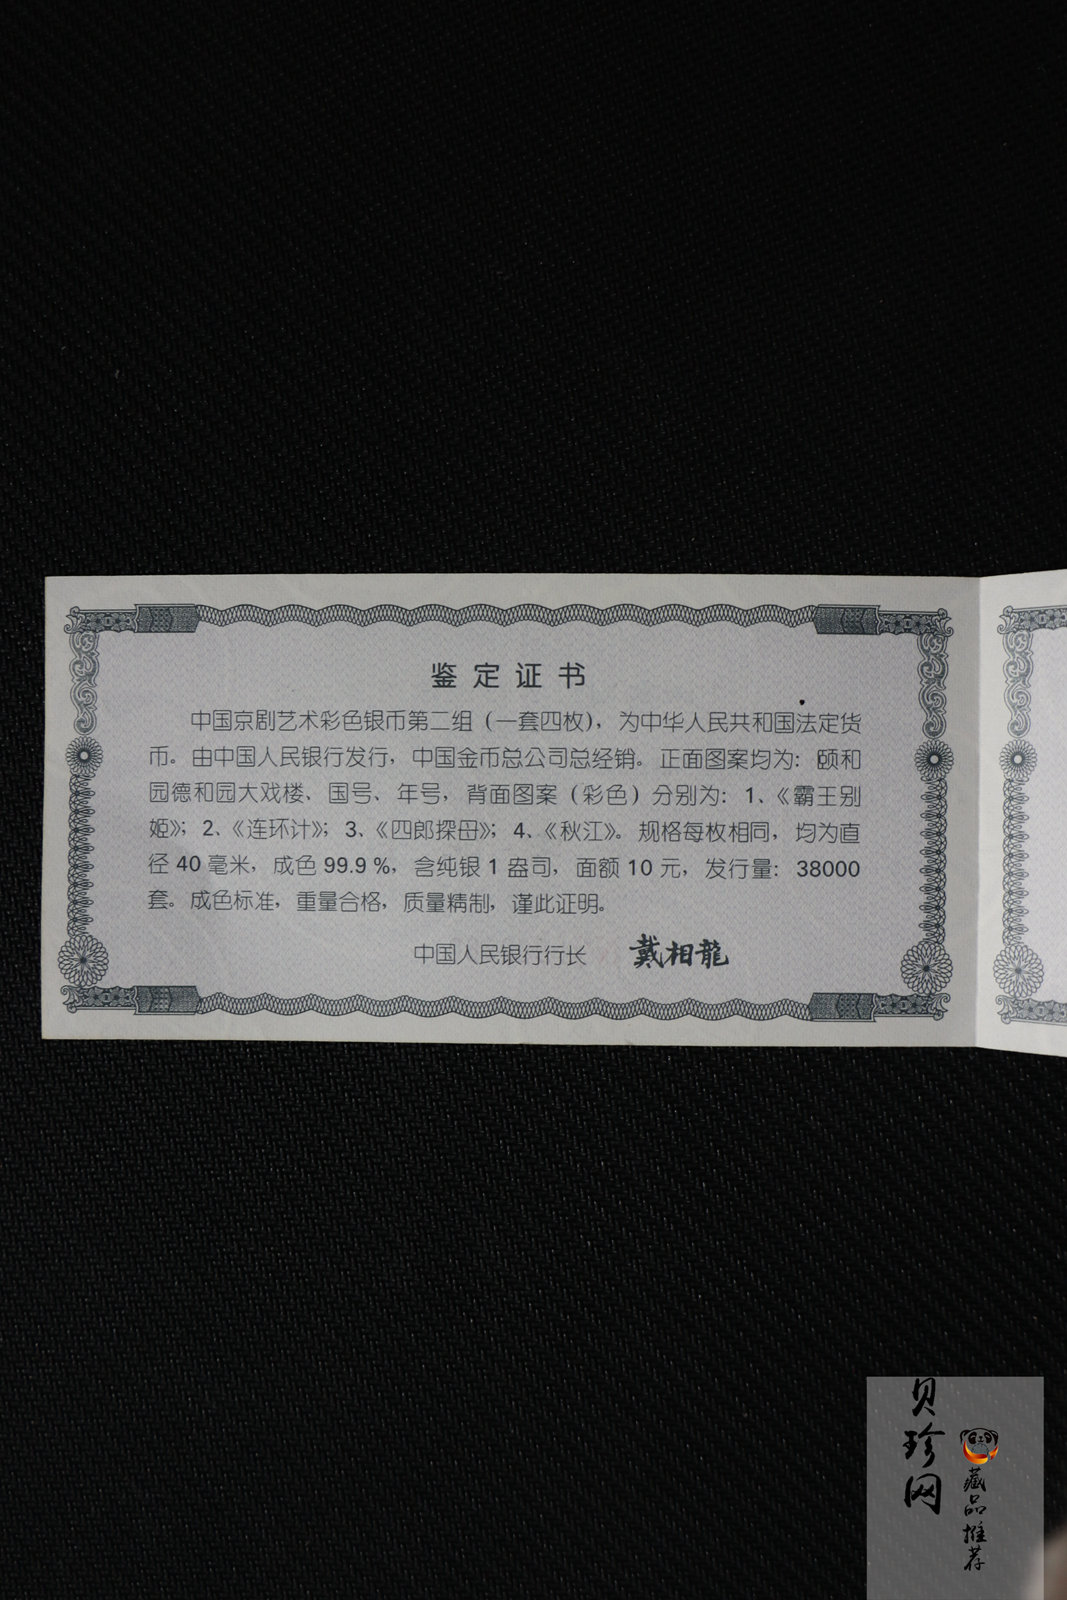 鉴定证书
中国京剧艺术彩色银币第二组（一套四枚），为中华人民共和国法定货
币。由中国人民银行发行，中国金币总公司总经销。正面图案均为：颐和
园德和园大戏楼、国号、年号，背面图案（彩色）分别为：1、《霸王别
姬》；2、《连环计》；3、《四郎探母》；4、《秋江》。规格每枚相同，均为直
径 40 毫米，成色 99.9 %，含纯银 1 盎司，面额 10 元，发行量：38000
套。成色标准，重量合格，质量精制，谨此证明。
中国人民银行行长 戴相龍
贝珍网
藏品推荐